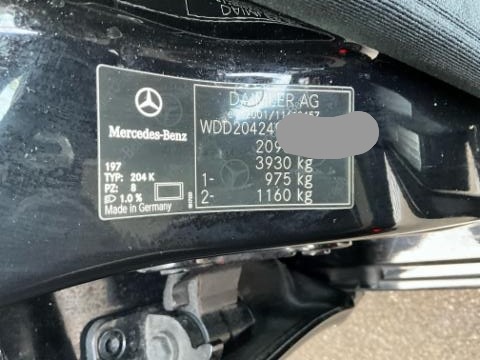 Mercedes-Benz
197
TYP: 204 K
PZ: 8
1.0 %
Made in Germany
DAIMLER AG
WDD20424
209
3930 kg
1- 975 kg
2- 1160 kg